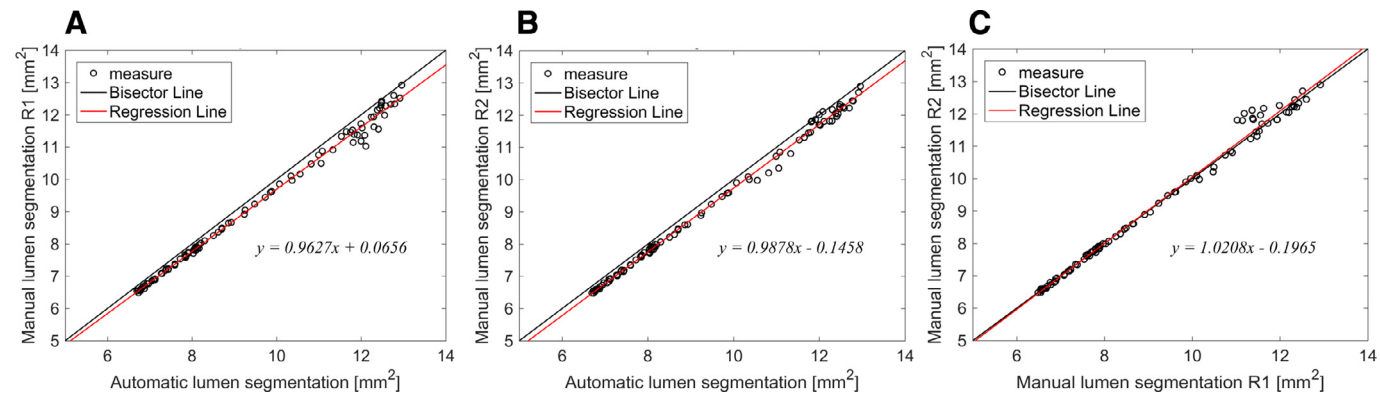 A
Manual lumen segmentation R1 [mm²]
14
13
12
11
10
9
8
7
6
5
measure
Bisector Line
Regression Line
y = 0.9627x + 0.0656
6 8 10 12 14
Automatic lumen segmentation [mm²]
B
Manual lumen segmentation R2 [mm²]
14
13
12
11
10
9
8
7
6
5
measure
Bisector Line
Regression Line
y = 0.9878x - 0.1458
6 8 10 12 14
Automatic lumen segmentation [mm²]
C
Manual lumen segmentation R2 [mm²]
14
13
12
11
10
9
8
7
6
5
measure
Bisector Line
Regression Line
y = 1.0208x - 0.1965
6 8 10 12 14
Manual lumen segmentation R1 [mm²]